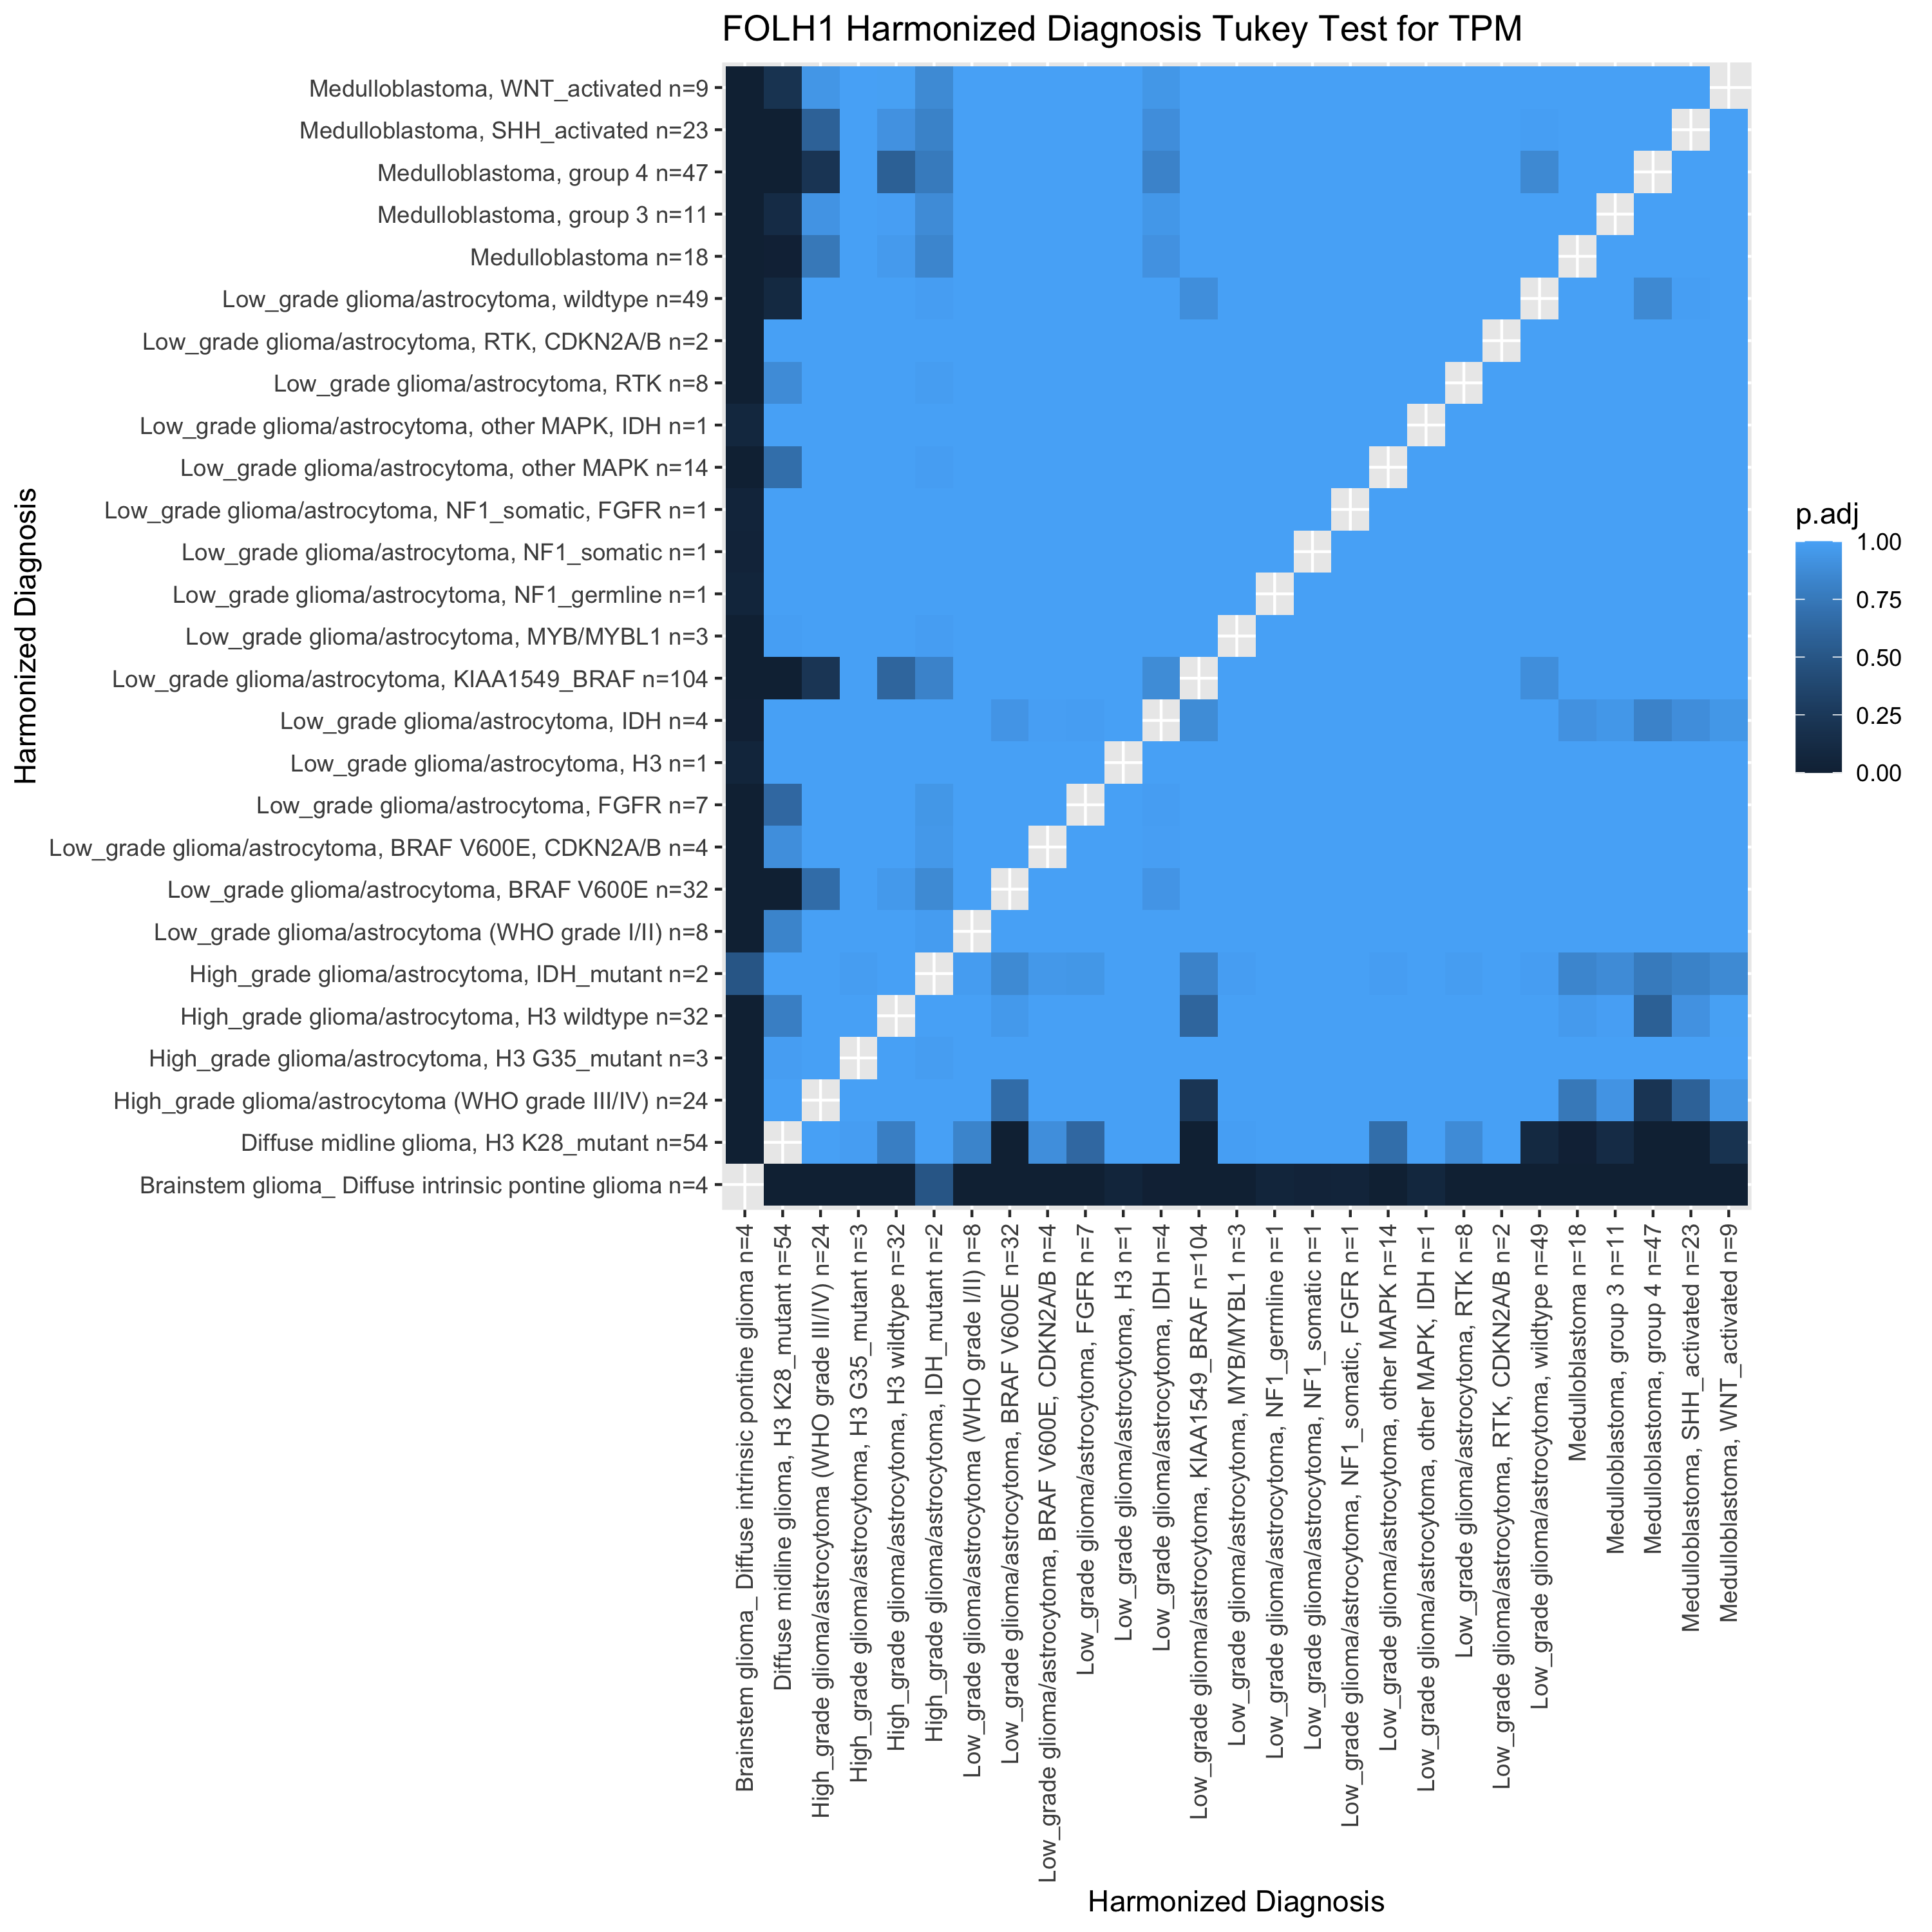 FOLH1 Harmonized Diagnosis Tukey Test for TPM
Harmonized Diagnosis
Medulloblastoma, WNT_activated n=9
Medulloblastoma, SHH_activated n=23
Medulloblastoma, group 4 n=47
Medulloblastoma, group 3 n=11
Medulloblastoma n=18
Low_grade glioma/astrocytoma, wildtype n=49
Low_grade glioma/astrocytoma, RTK, CDKN2A/B n=2
Low_grade glioma/astrocytoma, RTK n=8
Low_grade glioma/astrocytoma, other MAPK, IDH n=1
Low_grade glioma/astrocytoma, other MAPK n=14
Low_grade glioma/astrocytoma, NF1_somatic, FGFR n=1
Low_grade glioma/astrocytoma, NF1_somatic n=1
Low_grade glioma/astrocytoma, NF1_germline n=1
Low_grade glioma/astrocytoma, MYB/MYBL1 n=3
Low_grade glioma/astrocytoma, KIAA1549_BRAF n=104
Low_grade glioma/astrocytoma, IDH n=4
Low_grade glioma/astrocytoma, H3 n=1
Low_grade glioma/astrocytoma, FGFR n=7
Low_grade glioma/astrocytoma, BRAF V600E, CDKN2A/B n=4
Low_grade glioma/astrocytoma, BRAF V600E n=32
Low_grade glioma/astrocytoma (WHO grade I/II) n=8
High_grade glioma/astrocytoma, IDH_mutant n=2
High_grade glioma/astrocytoma, H3 wildtype n=32
High_grade glioma/astrocytoma, H3 G35_mutant n=3
High_grade glioma/astrocytoma (WHO grade III/IV) n=24
Diffuse midline glioma, H3 K28_mutant n=54
Brainstem glioma_ Diffuse intrinsic pontine glioma n=4
p.adj
1.00
0.75
0.50
0.25
0.00
Brainstem glioma_ Diffuse intrinsic pontine glioma n=4
Diffuse midline glioma, H3 K28_mutant n=54
High_grade glioma/astrocytoma (WHO grade III/IV) n=24
High_grade glioma/astrocytoma, H3 G35_mutant n=3
High_grade glioma/astrocytoma, H3 wildtype n=32
High_grade glioma/astrocytoma, IDH_mutant n=2
Low_grade glioma/astrocytoma (WHO grade I/II) n=8
Low_grade glioma/astrocytoma, BRAF V600E n=32
Low_grade glioma/astrocytoma, BRAF V600E, CDKN2A/B n=4
Low_grade glioma/astrocytoma, FGFR n=7
Low_grade glioma/astrocytoma, H3 n=1
Low_grade glioma/astrocytoma, IDH n=4
Low_grade glioma/astrocytoma, KIAA1549_BRAF n=104
Low_grade glioma/astrocytoma, MYB/MYBL1 n=3
Low_grade glioma/astrocytoma, NF1_germline n=1
Low_grade glioma/astrocytoma, NF1_somatic n=1
Low_grade glioma/astrocytoma, NF1_somatic, FGFR n=1
Low_grade glioma/astrocytoma, other MAPK n=14
Low_grade glioma/astrocytoma, other MAPK, IDH n=1
Low_grade glioma/astrocytoma, RTK n=8
Low_grade glioma/astrocytoma, RTK, CDKN2A/B n=2
Low_grade glioma/astrocytoma, wildtype n=49
Medulloblastoma n=18
Medulloblastoma, group 3 n=11
Medulloblastoma, group 4 n=47
Medulloblastoma, SHH_activated n=23
Medulloblastoma, WNT_activated n=9
Harmonized Diagnosis